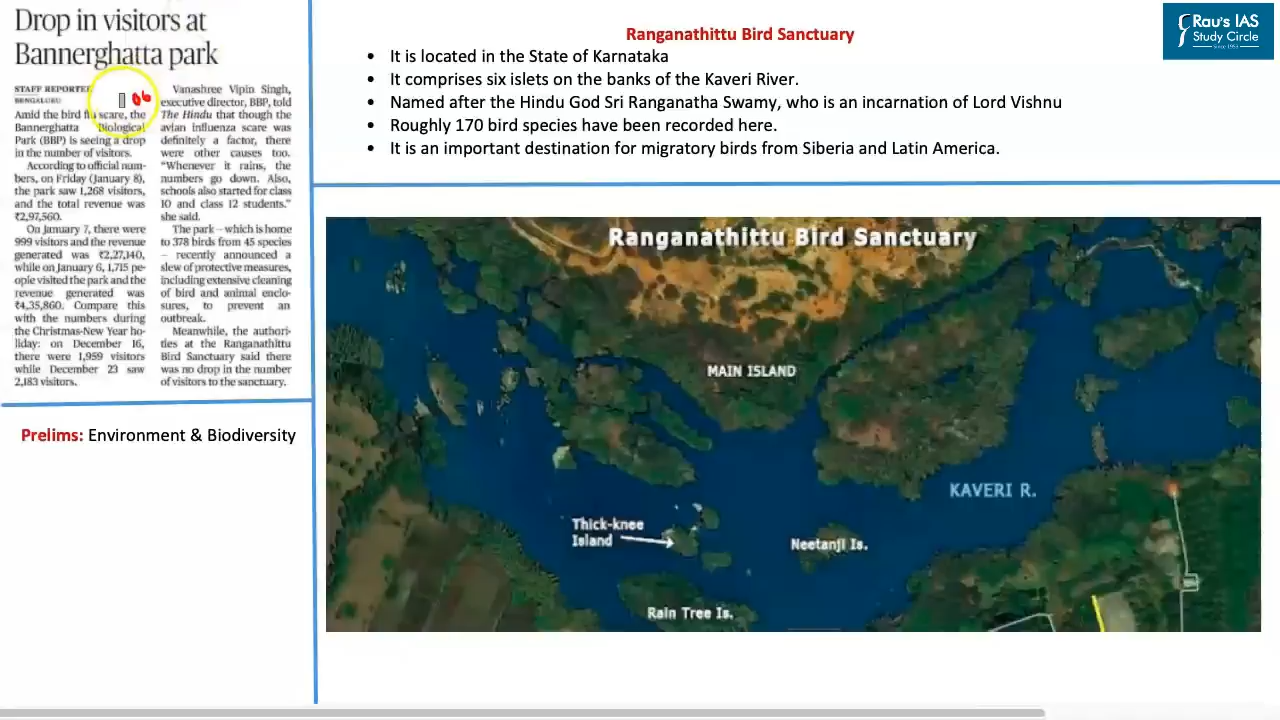 Drop in visitors at
Bannerghatta park
STAFF REPORTER
BENGALURU
Amid the bird flu scare, the
Bannerghatta Biological
Park (BBP) is seeing a drop
in the number of visitors.
According to official num-
bers, on Friday (January 8),
the park saw 1,268 visitors,
and the total revenue was
₹2,97,560.
On January 7, there were
999 visitors and the revenue
generated was ₹2,27,140,
while on January 6, 1,715 pe-
ople visited the park and the
revenue generated was
₹4,35,860. Compare this
with the numbers during
the Christmas-New Year ho-
liday: on December 16,
there were 1,959 visitors
while December 23 saw
2,183 visitors.
Vanashree Vipin Singh,
executive director, BBP, told
The Hindu that though the
avian influenza scare was
definitely a factor, there
were other causes too.
“Whenever it rains, the
numbers go down. Also,
schools also started for class
10 and class 12 students.”
she said.
The park – which is home
to 378 birds from 45 species
– recently announced a
slew of protective measures,
including extensive cleaning
of bird and animal enclo-
sures, to prevent an
outbreak.
Meanwhile, the authori-
ties at the Ranganathittu
Bird Sanctuary said there
was no drop in the number
of visitors to the sanctuary.
Prelims: Environment & Biodiversity
Ranganathittu Bird Sanctuary
• It is located in the State of Karnataka
• It comprises six islets on the banks of the Kaveri River.
• Named after the Hindu God Sri Ranganatha Swamy, who is an incarnation of Lord Vishnu
• Roughly 170 bird species have been recorded here.
• It is an important destination for migratory birds from Siberia and Latin America.
Rau's IAS
Study Circle
Since 1953
Ranganathittu Bird Sanctuary
MAIN ISLAND
KAVERI R.
Thick-knee
Island
Neetanji Is.
Rain Tree Is.